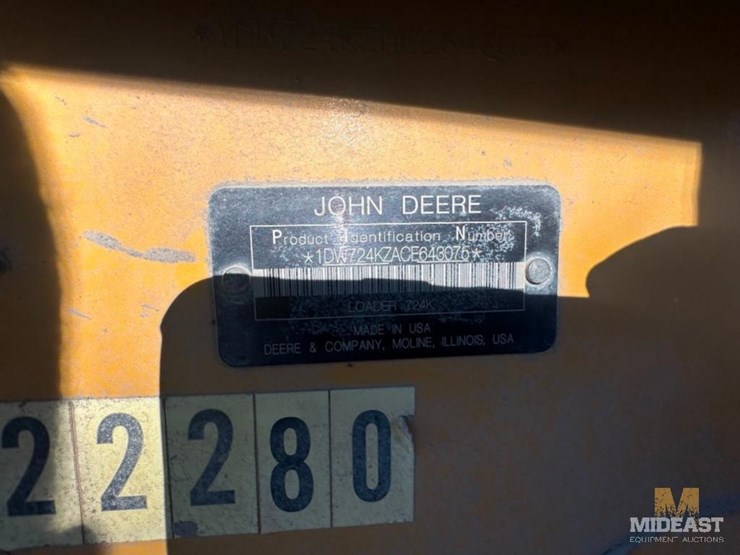 JOHN DEERE
Product Identification Number
*1DW724KZACE643075*
LOADER 724K
MADE IN USA
DEERE & COMPANY, MOLINE, ILLINOIS, USA
22280
M
MIDEAST
EQUIPMENT AUCTIONS